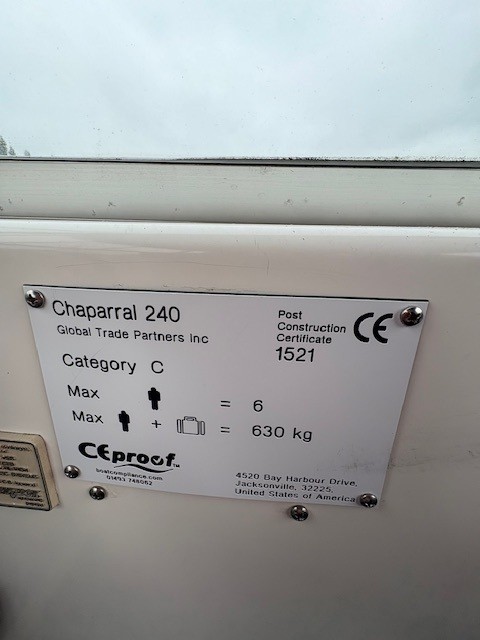 Chaparral 240
Global Trade Partners Inc
Post
Construction
Certificate
1521
CE
Category C
Max = 6
Max + = 630 kg
CEproof™
boatcompliance.com
01493 748052
4520 Bay Harbour Drive,
Jacksonville, 32225,
United States of America